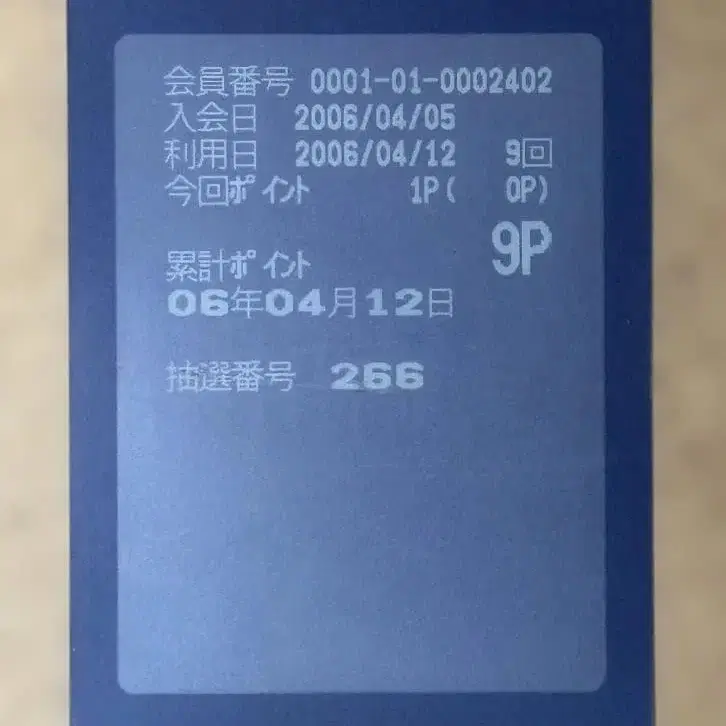 会員番号 0001-01-0002402
入会日 2006/04/05
利用日 2006/04/12 9回
今回ﾎﾟｲﾝﾄ 1P( 0P)
累計ﾎﾟｲﾝﾄ 9P
06年04月12日
抽選番号 266